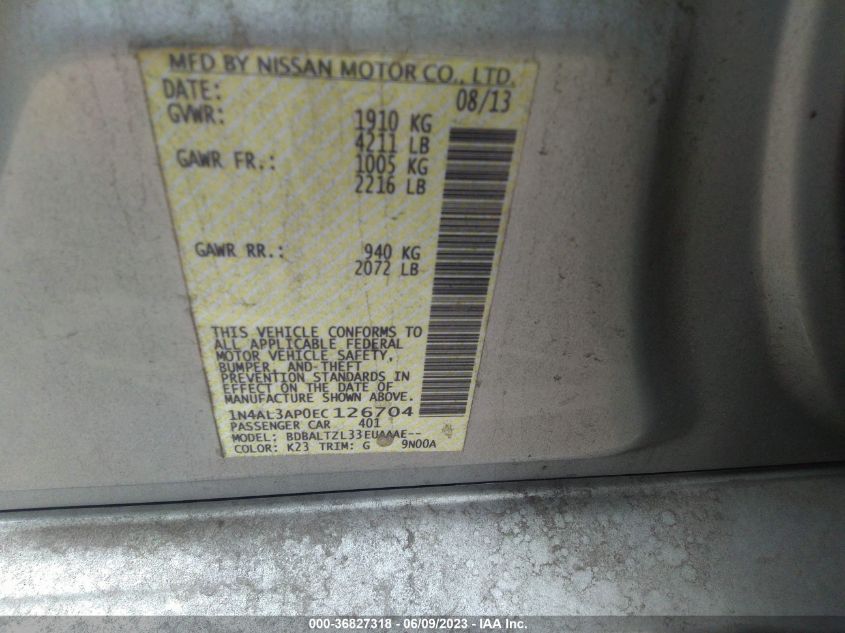 MFD BY NISSAN MOTOR CO., LTD.
DATE: 08/13
GVWR: 1910 KG
4211 LB
GAWR FR.: 1005 KG
2216 LB
GAWR RR.: 940 KG
2072 LB
THIS VEHICLE CONFORMS TO
ALL APPLICABLE FEDERAL
MOTOR VEHICLE SAFETY,
BUMPER, AND THEFT
PREVENTION STANDARDS IN
EFFECT ON THE DATE OF
MANUFACTURE SHOWN ABOVE.
1N4AL3AP0EC126704
PASSENGER CAR 401
MODEL: BDBALTZL33EUAAAE--
COLOR: K23 TRIM: G 9N00A
000-36827318 - 06/09/2023 - IAA Inc.